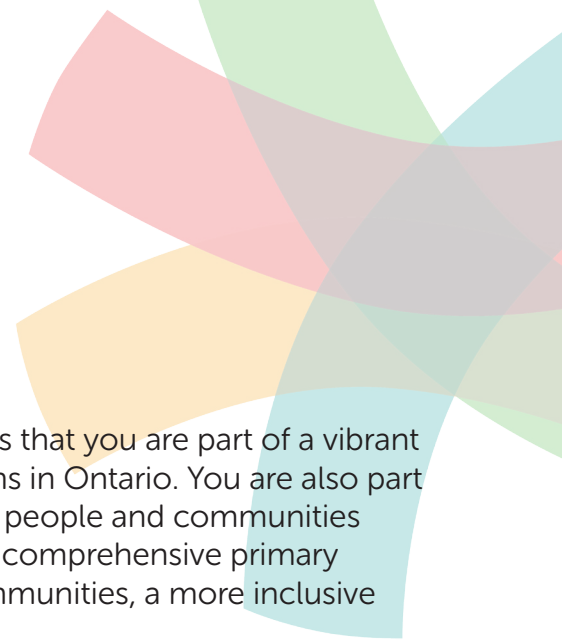 s that you are part of a vibrant
ns in Ontario. You are also part
people and communities
comprehensive primary
mmunities, a more inclusive